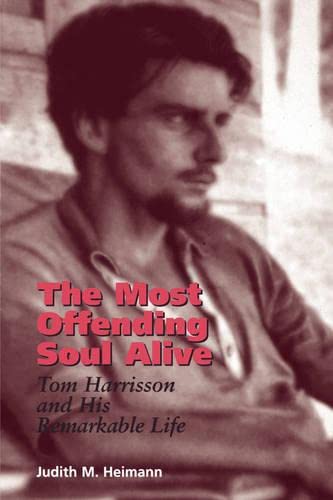 The Most
Offending
Soul Alive
Tom Harrisson
and His
Remarkable Life
Judith M. Heimann